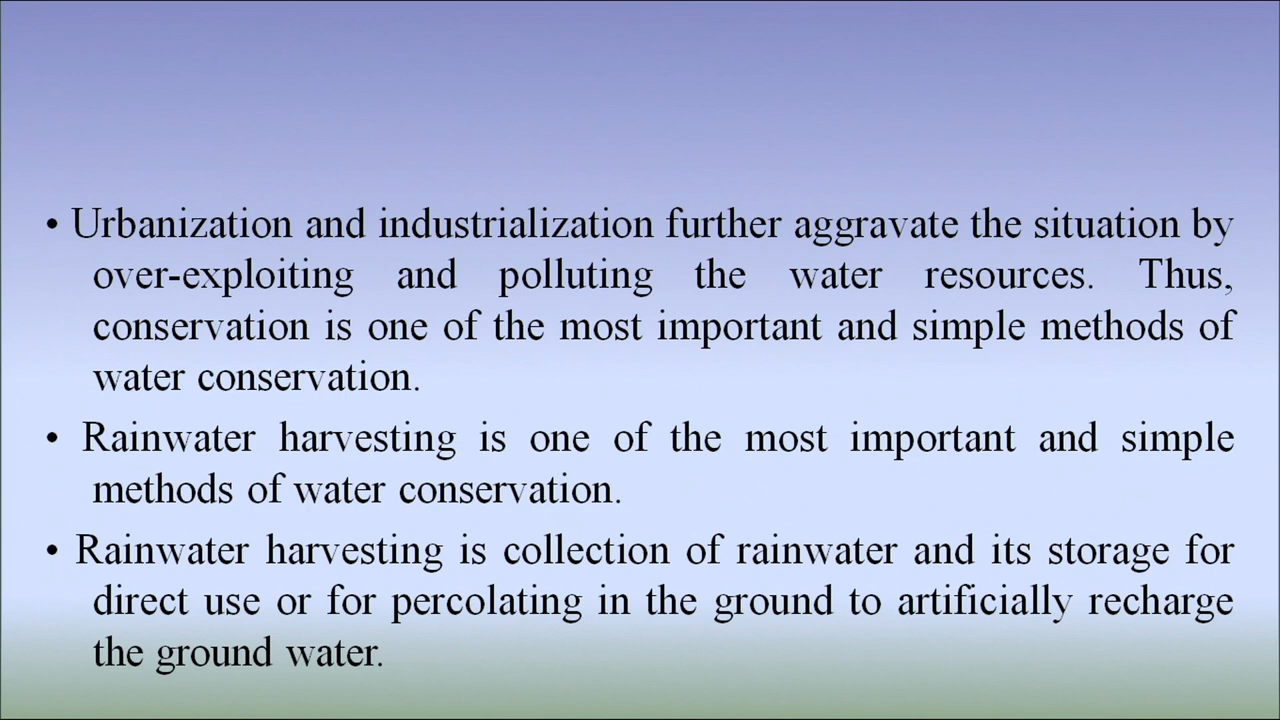 • Urbanization and industrialization further aggravate the situation by
over-exploiting and polluting the water resources. Thus,
conservation is one of the most important and simple methods of
water conservation.
• Rainwater harvesting is one of the most important and simple
methods of water conservation.
• Rainwater harvesting is collection of rainwater and its storage for
direct use or for percolating in the ground to artificially recharge
the ground water.